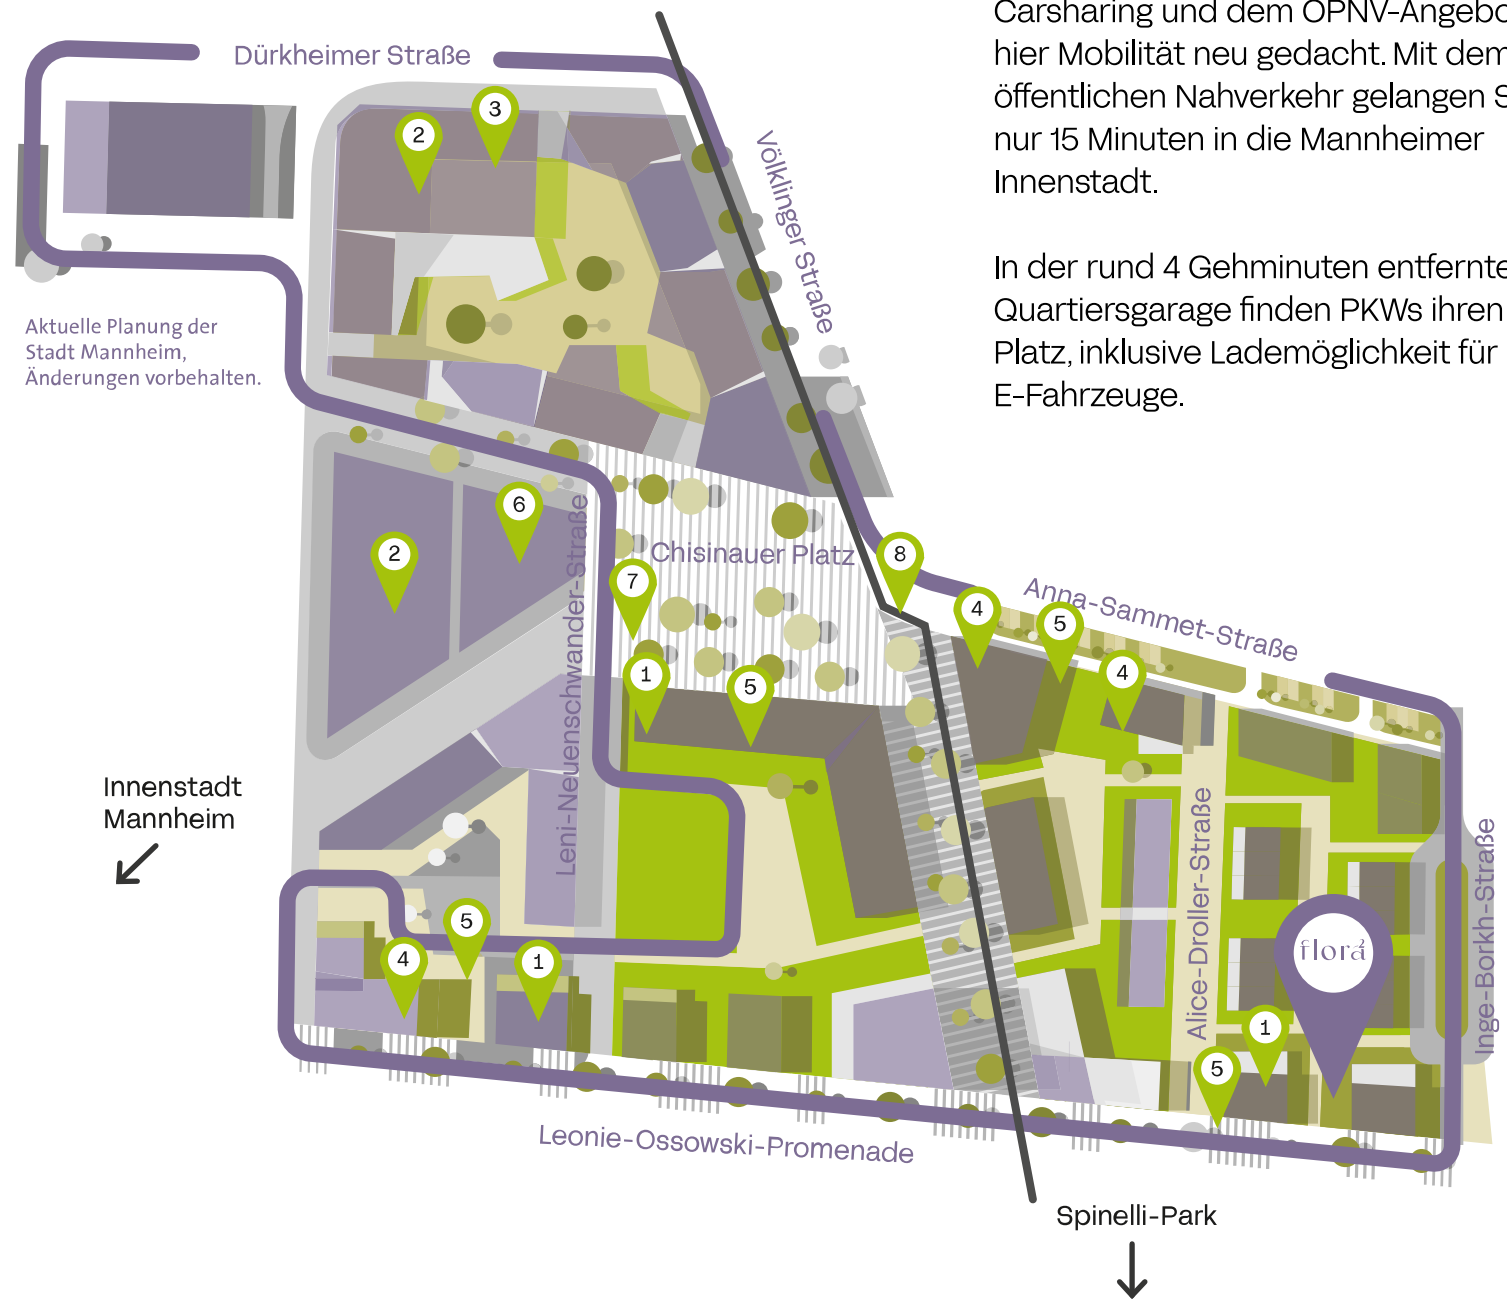 Carsharing und dem ÖPNV-Angebo
hier Mobilität neu gedacht. Mit dem
öffentlichen Nahverkehr gelangen S
nur 15 Minuten in die Mannheimer
Innenstadt.
In der rund 4 Gehminuten entfernte
Quartiersgarage finden PKWs ihren
Platz, inklusive Lademöglichkeit für
E-Fahrzeuge.
Dürkheimer Straße
3
2
Völklinger Straße
Aktuelle Planung der
Stadt Mannheim,
Änderungen vorbehalten.
6
2
Leni-Neuenschwander-Straße
Chisinauer Platz
8
7
4
Anna-Sammet-Straße
5
4
1
5
Innenstadt
Mannheim
Alice-Droller-Straße
Inge-Borkh-Straße
5
4
1
flora2
1
5
Leonie-Ossowski-Promenade
Spinelli-Park